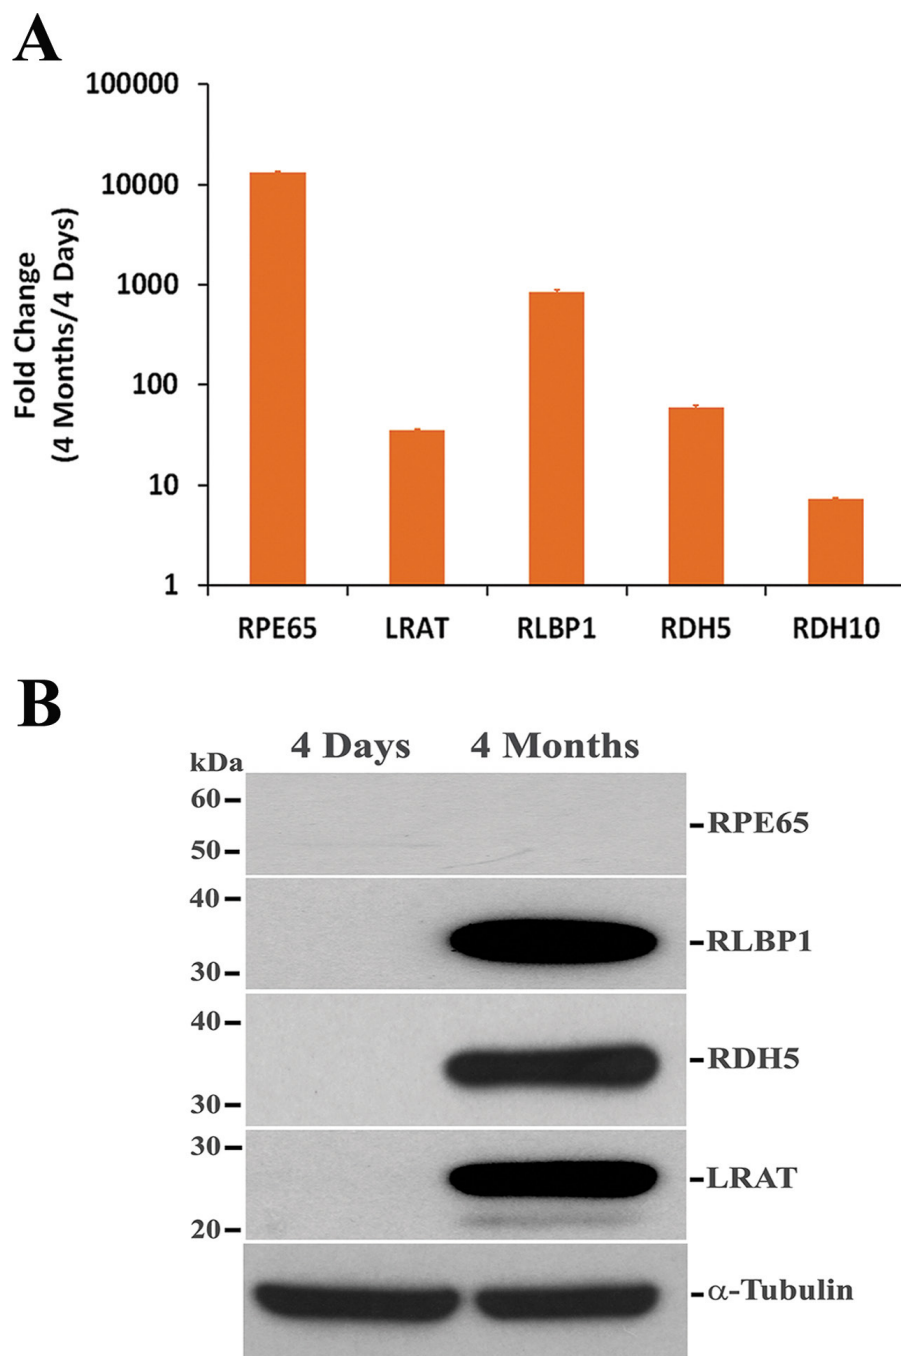 A
100000
10000
1000
100
10
1
Fold Change
(4 Months/4 Days)
RPE65 LRAT RLBP1 RDH5 RDH10
B
4 Days 4 Months
kDa
60
RPE65
50
40
RLBP1
30
40
RDH5
30
30
LRAT
20
α-Tubulin